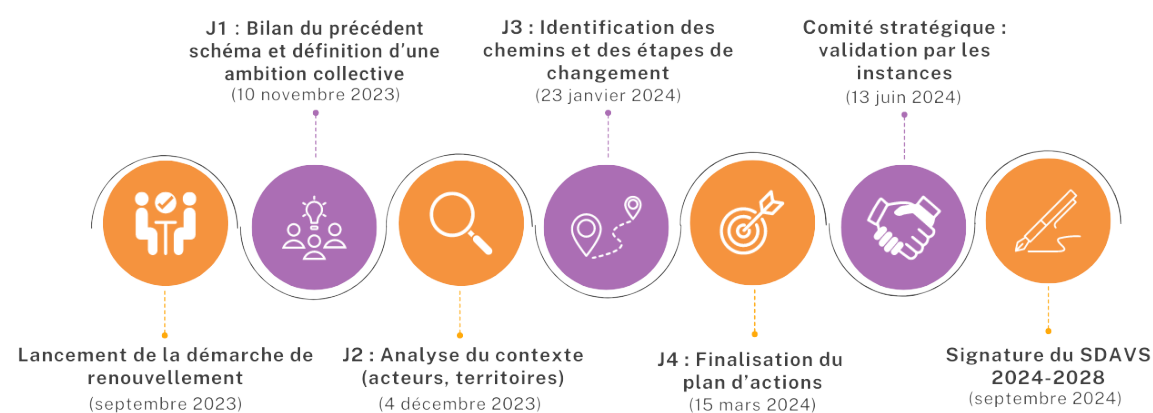 J1 : Bilan du précédent
schéma et définition d'une
ambition collective
(10 novembre 2023)
J3 : Identification des
chemins et des étapes de
changement
(23 janvier 2024)
Comité stratégique :
validation par les
instances
(13 juin 2024)
Lancement de la démarche de
renouvellement
(septembre 2023)
J2 : Analyse du contexte
(acteurs, territoires)
(4 décembre 2023)
J4 : Finalisation du
plan d'actions
(15 mars 2024)
Signature du SDAVS
2024-2028
(septembre 2024)